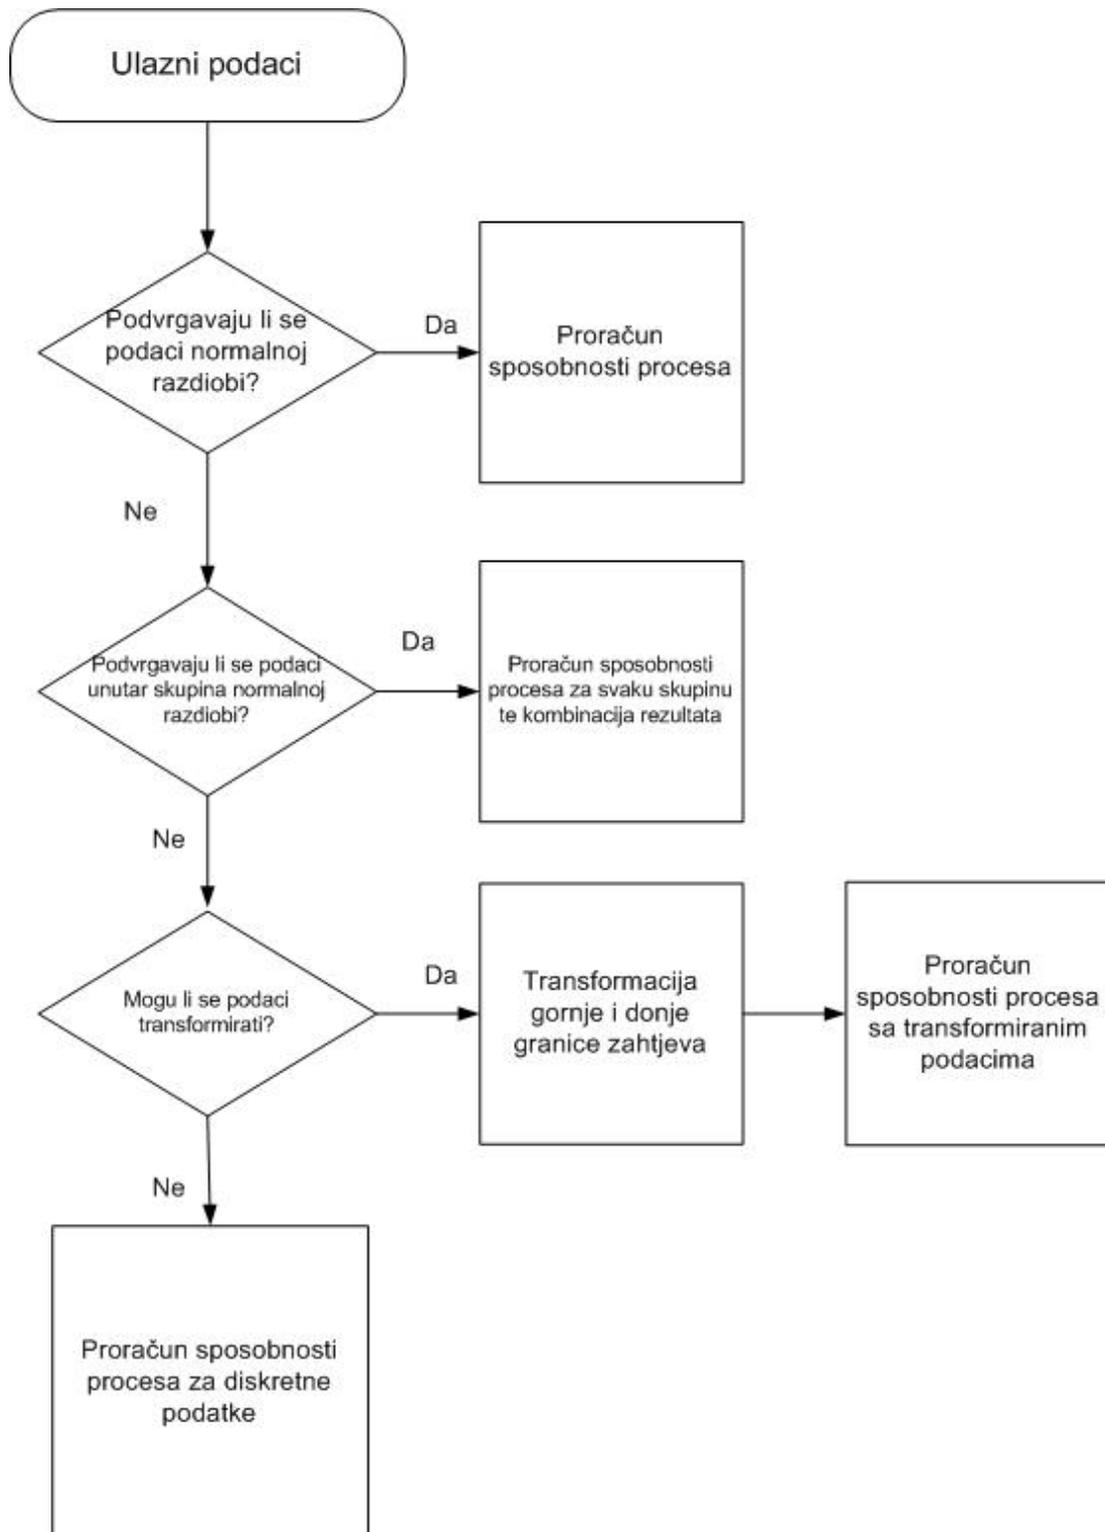 Ulazni podaci
Podvrgavaju li se
podaci normalnoj
razdiobi?
Da
Proračun
sposobnosti procesa
Ne
Podvrgavaju li se podaci
unutar skupina normalnoj
razdiobi?
Da
Proračun sposobnosti
procesa za svaku skupinu
te kombinacija rezultata
Ne
Mogu li se podaci
transformirati?
Da
Transformacija
gornje i donje
granice zahtjeva
Proračun
sposobnosti procesa
sa transformiranim
podacima
Ne
Proračun sposobnosti
procesa za diskretne
podatke